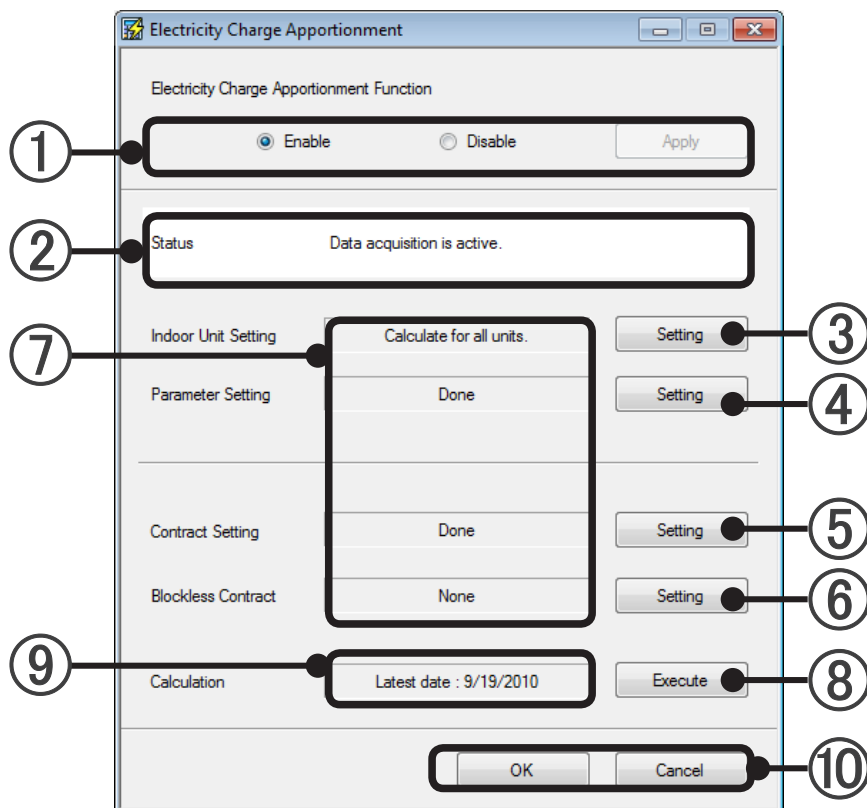 Electricity Charge Apportionment
Electricity Charge Apportionment Function
① Enable Disable Apply
② Status Data acquisition is active.
⑦ Indoor Unit Setting Calculate for all units. Setting ③
Parameter Setting Done Setting ④
Contract Setting Done Setting ⑤
Blockless Contract None Setting ⑥
⑨ Calculation Latest date : 9/19/2010 Execute ⑧
OK Cancel ⑩